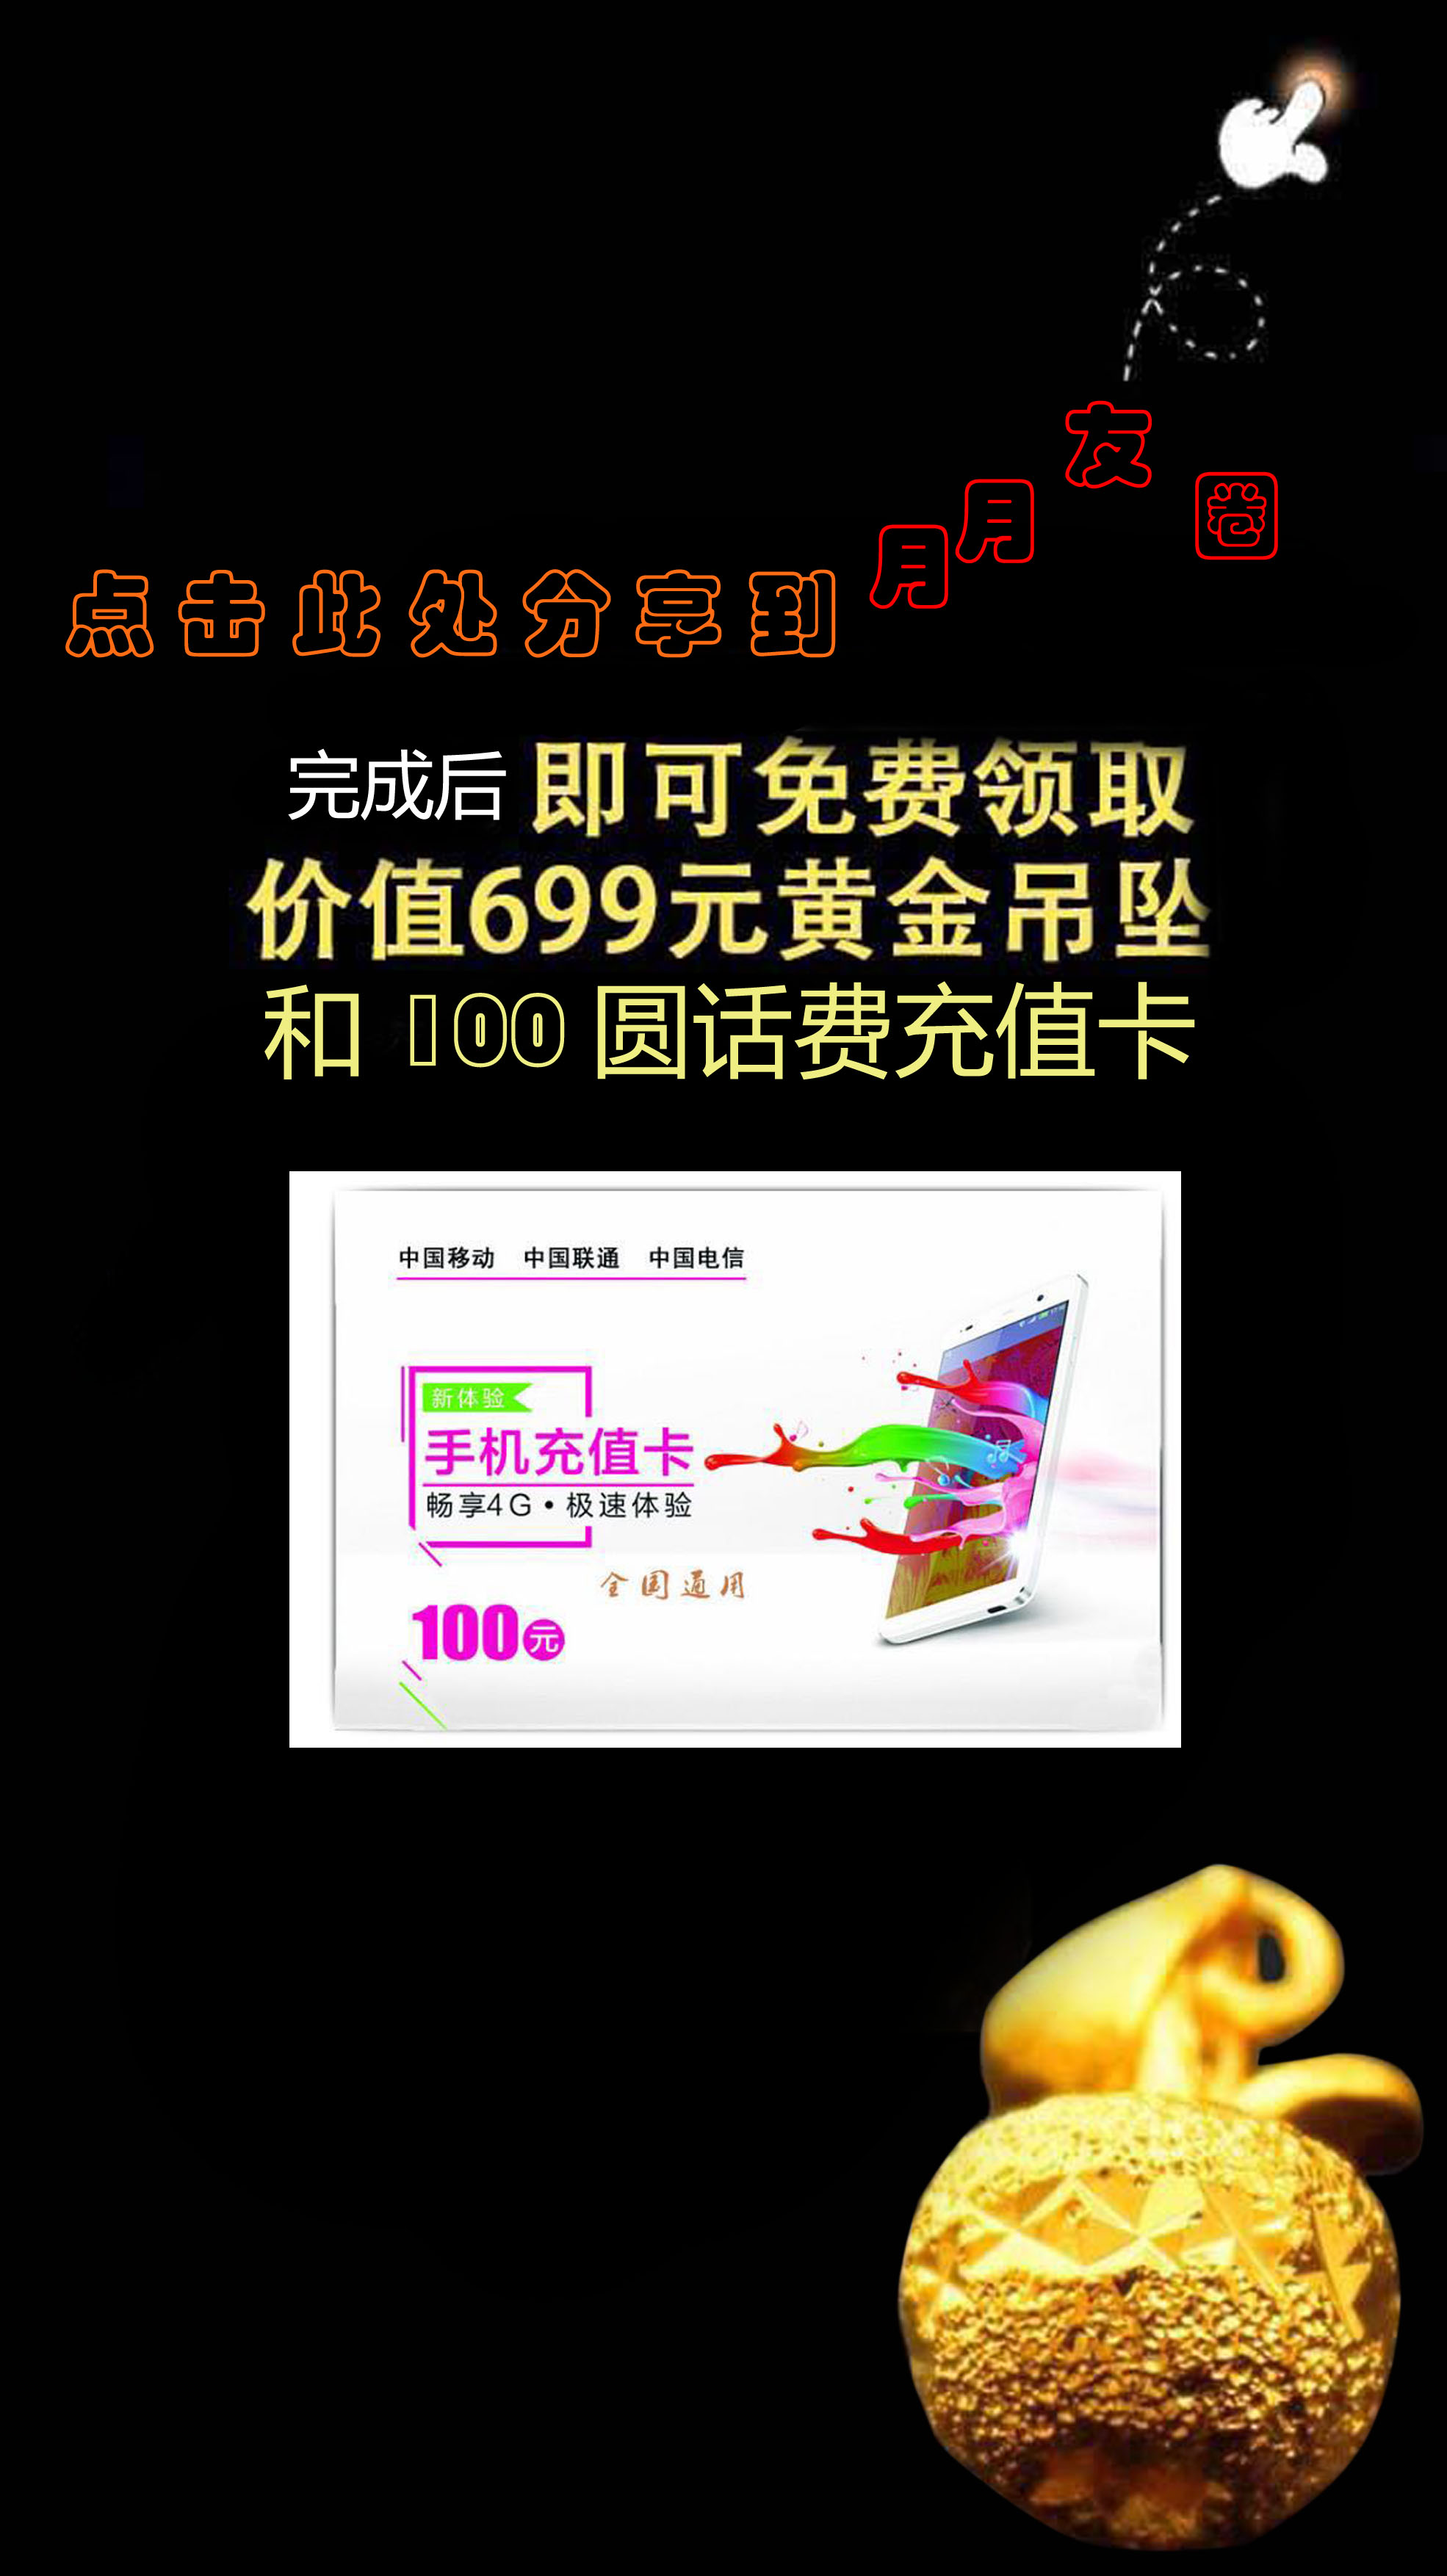 点击此处分享到月月友圈
完成后 即可免费领取
价值699元黄金吊坠
和 100 圆话费充值卡
中国移动 中国联通 中国电信
新体验
手机充值卡
畅享4G·极速体验
全国通用
100元